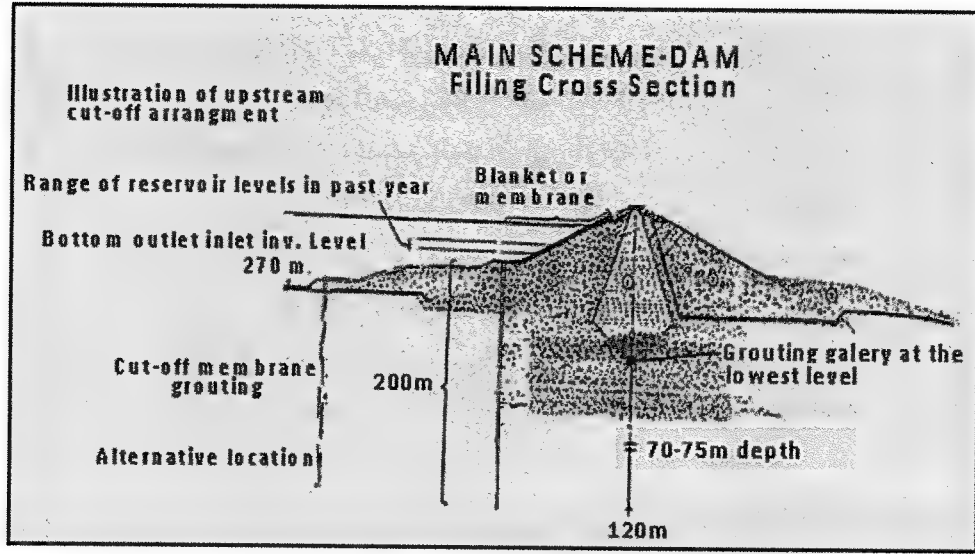 MAIN SCHEME-DAM
Filing Cross Section
Illustration of upstream
cut-off arrangment
Range of reservoir levels in past year
Blanket or
membrane
Bottom outlet inlet inv. Level
270 m.
Cut-off membrane
grouting
200m
Grouting galery at the
lowest level
Alternative location
70-75m depth
120m